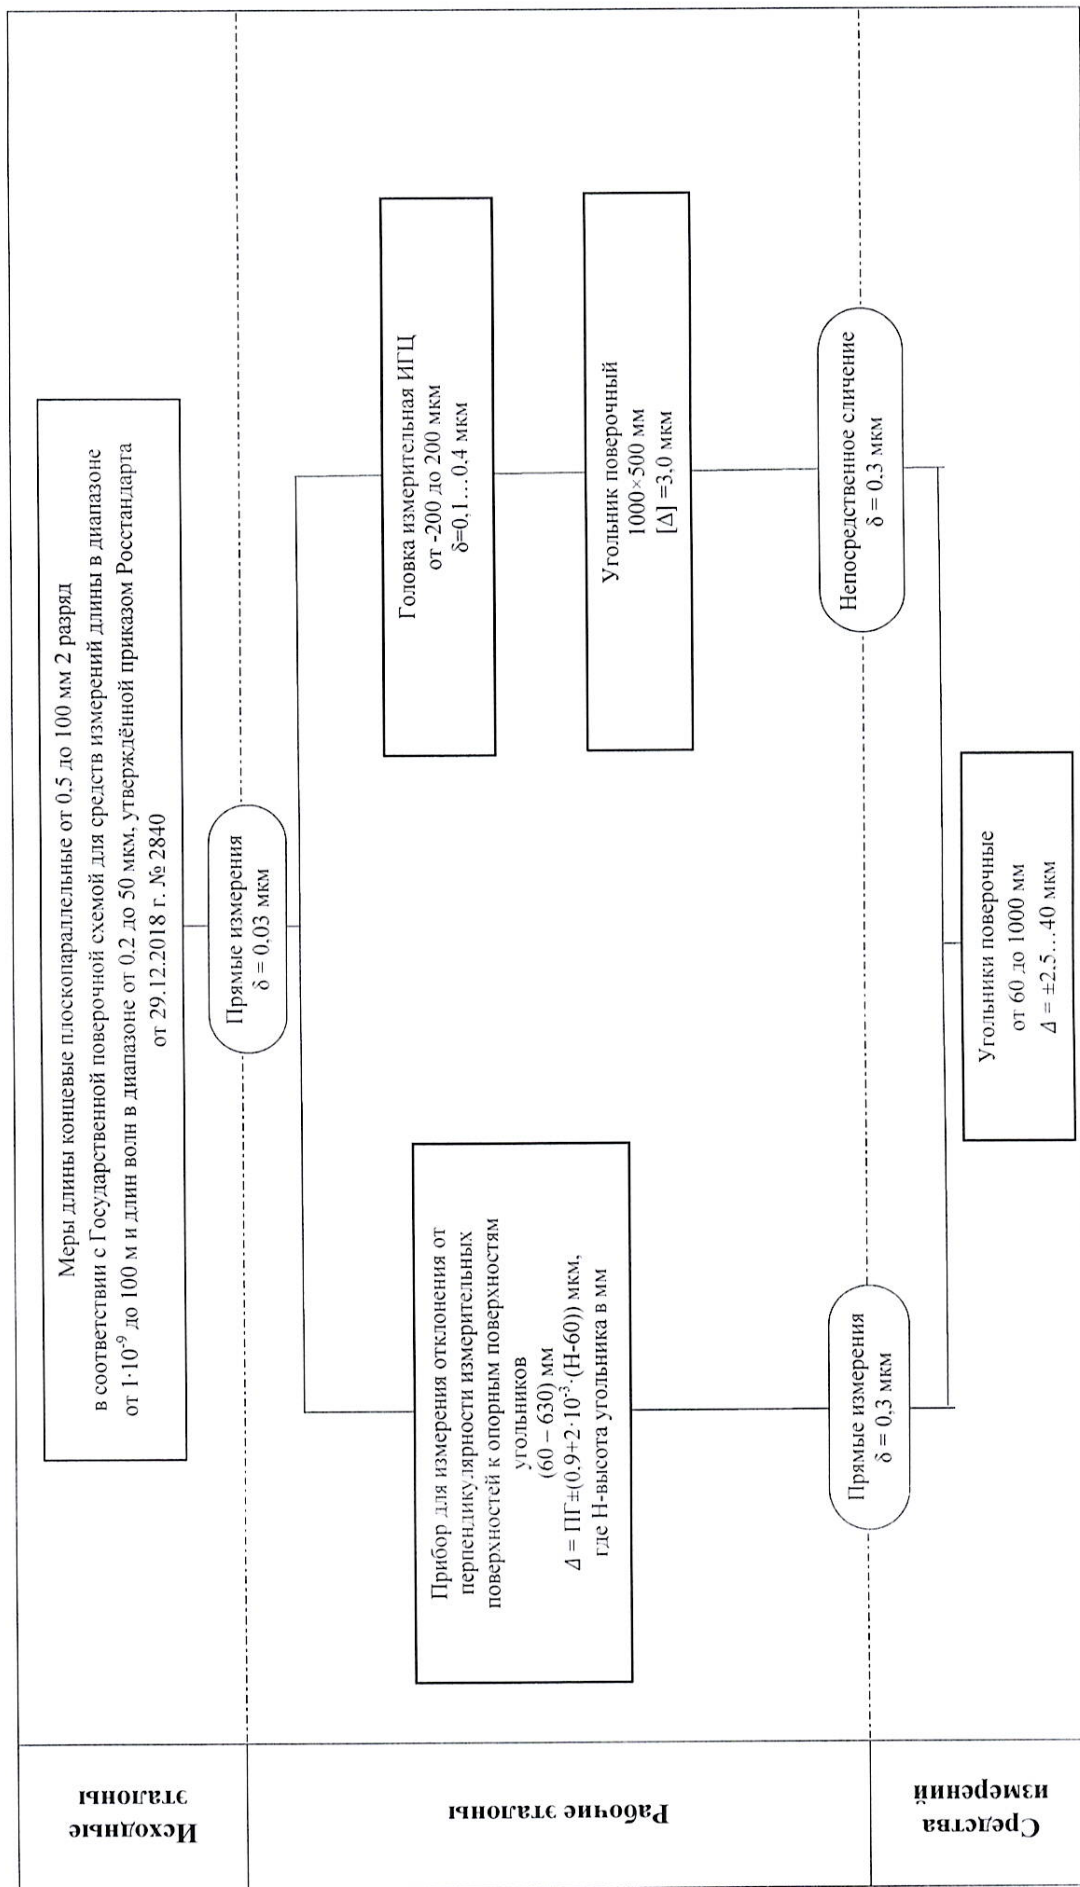 Исходные
эталоны
Меры длины концевые плоскопараллельные от 0,5 до 100 мм 2 разряд
в соответствии с Государственной поверочной схемой для средств измерений длины в диапазоне
от 1·10⁻⁹ до 100 м и длин волн в диапазоне от 0,2 до 50 мкм, утверждённой приказом Росстандарта
от 29.12.2018 г. № 2840
Прямые измерения
δ = 0,03 мкм
Рабочие эталоны
Прибор для измерения отклонения от
перпендикулярности измерительных
поверхностей к опорным поверхностям
угольников
(60 – 630) мм
Δ = ПГ±(0,9+2·10⁻³·(Н-60)) мкм,
где Н-высота угольника в мм
Головка измерительная ИГЦ
от -200 до 200 мкм
δ=0,1…0,4 мкм
Угольник поверочный
1000×500 мм
[Δ] =3,0 мкм
Прямые измерения
δ = 0,3 мкм
Непосредственное сличение
δ = 0,3 мкм
Средства
измерений
Угольники поверочные
от 60 до 1000 мм
Δ = ±2,5…40 мкм